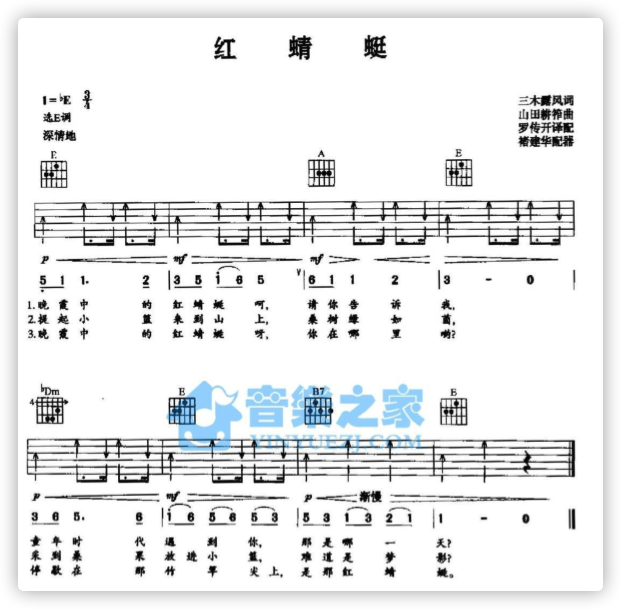 红 蜻 蜓
1=♭E 3/4
三木露风词
选E调
山田耕筰曲
深情地
罗传开译配
褚建华配器
E A E
p mf mf
5 1 1· 2 3 5 1 6 5 6 1 1 2 3 - 0
1.晚霞中 的 红蜻蜓 呵， 请你告 诉 我，
2.提起小 篮 来到山 上， 桑树绿 如 茵，
3.晚霞中 的 红蜻蜓 呀， 你在哪 里 哟？
4 ♭Dm E B7 E
音樂之家
YINYUEZJ.COM
p mf p 渐慢
3 6 5· 6 1 6 5 6 5 3 5 3 1 3 2 1 1 - 0
童年时 代 遇到 你， 那是哪 一 天？
采到桑 果 放进小 篮， 难道是 梦 影？
停歇在 那 竹竿尖上， 是那红 蜻 蜓。